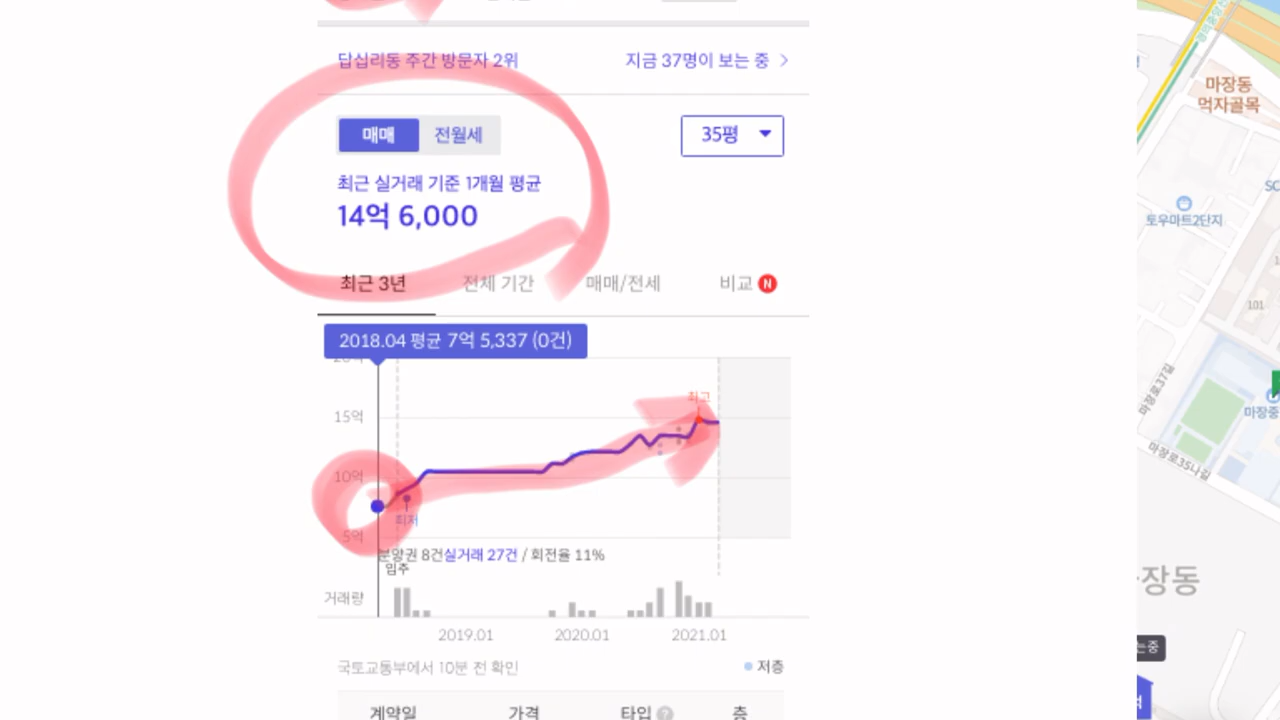 답십리동 주간 방문자 2위
지금 37명이 보는 중
매매 전월세
35평
최근 실거래 기준 1개월 평균
14억 6,000
최근 3년 전체 기간 매매/전세 비교 N
2018.04 평균 7억 5,337 (0건)
최고
15억
10억
최저
5억
분양권 8건실거래 27건 / 회전율 11%
입주
거래량
2019.01 2020.01 2021.01
국토교통부에서 10분 전 확인
저층
계약일 가격 타입 ? 층
마장동
먹자골목
토우마트2단지
101
마장로37길
마장중
마장로35나길
장동
는중